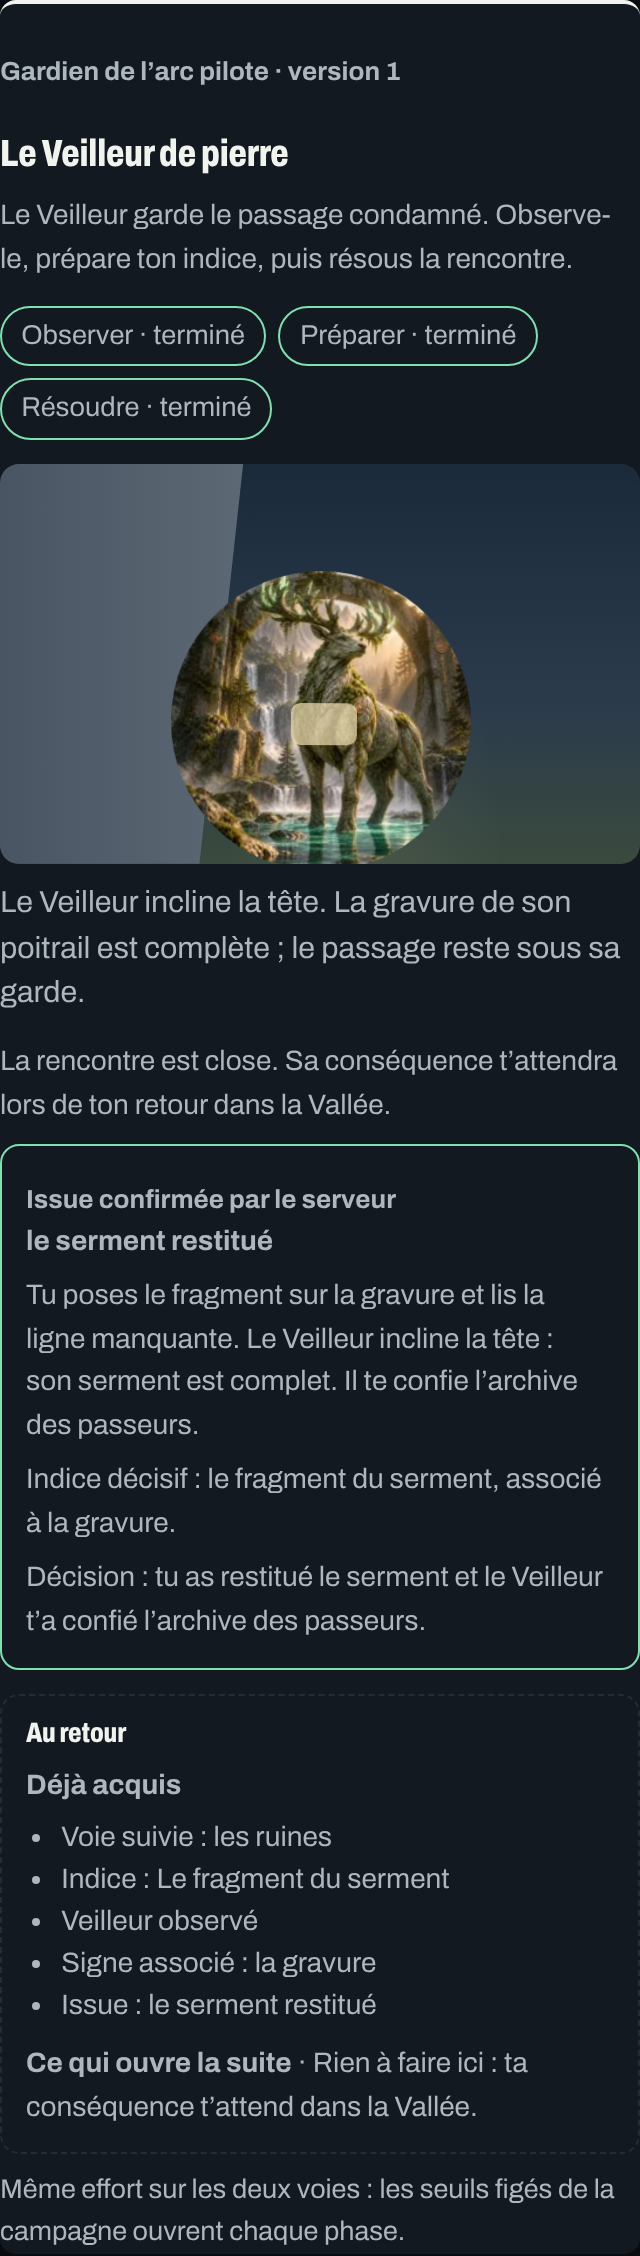 Gardien de l’arc pilote · version 1
Le Veilleur de pierre
Le Veilleur garde le passage condamné. Observe-
le, prépare ton indice, puis résous la rencontre.
Observer · terminé
Préparer · terminé
Résoudre · terminé
Le Veilleur incline la tête. La gravure de son
poitrail est complète ; le passage reste sous sa
garde.
La rencontre est close. Sa conséquence t’attendra
lors de ton retour dans la Vallée.
Issue confirmée par le serveur
le serment restitué
Tu poses le fragment sur la gravure et lis la
ligne manquante. Le Veilleur incline la tête :
son serment est complet. Il te confie l’archive
des passeurs.
Indice décisif : le fragment du serment, associé
à la gravure.
Décision : tu as restitué le serment et le Veilleur
t’a confié l’archive des passeurs.
Au retour
Déjà acquis
• Voie suivie : les ruines
• Indice : Le fragment du serment
• Veilleur observé
• Signe associé : la gravure
• Issue : le serment restitué
Ce qui ouvre la suite · Rien à faire ici : ta
conséquence t’attend dans la Vallée.
Même effort sur les deux voies : les seuils figés de la
campagne ouvrent chaque phase.